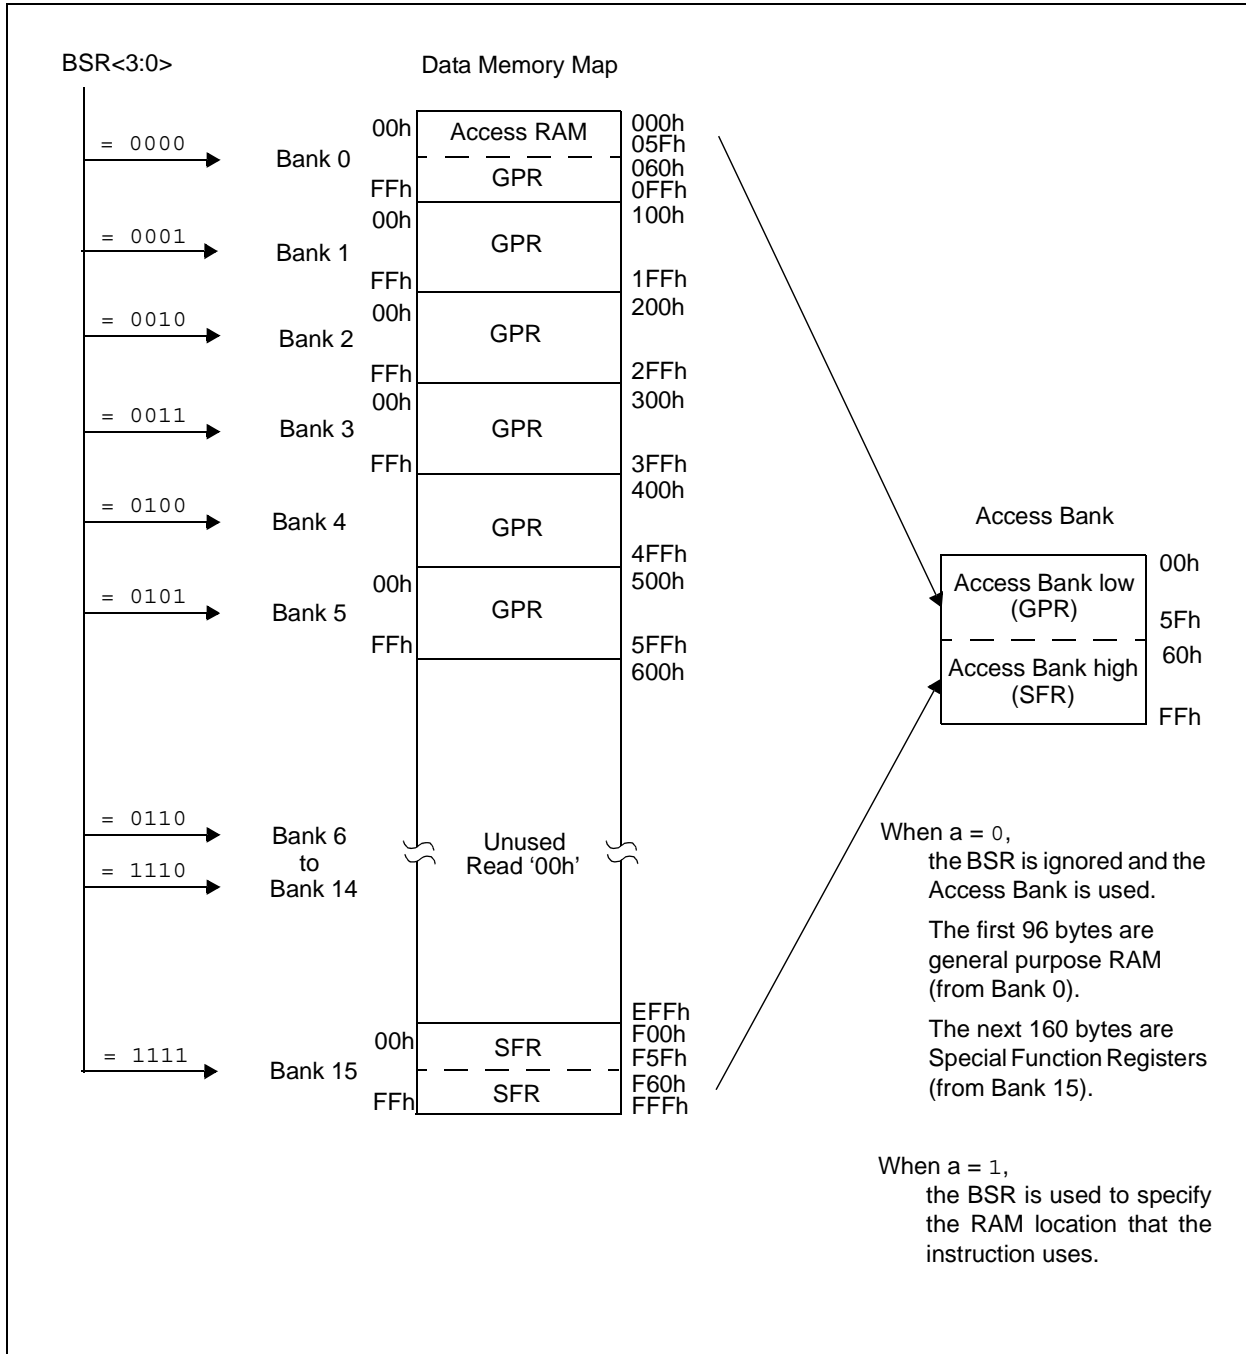 BSR<3:0>
Data Memory Map
= 0000
Bank 0
00h
FFh
Access RAM
GPR
000h
05Fh
060h
0FFh
= 0001
Bank 1
00h
FFh
GPR
100h
1FFh
= 0010
Bank 2
00h
FFh
GPR
200h
2FFh
= 0011
Bank 3
00h
FFh
GPR
300h
3FFh
= 0100
Bank 4
GPR
400h
4FFh
= 0101
Bank 5
00h
FFh
GPR
500h
5FFh
600h
= 0110
= 1110
Bank 6
to
Bank 14
Unused
Read ‘00h’
EFFh
= 1111
Bank 15
00h
FFh
SFR
SFR
F00h
F5Fh
F60h
FFFh
Access Bank
Access Bank low
(GPR)
00h
5Fh
Access Bank high
(SFR)
60h
FFh
When a = 0,
the BSR is ignored and the
Access Bank is used.
The first 96 bytes are
general purpose RAM
(from Bank 0).
The next 160 bytes are
Special Function Registers
(from Bank 15).
When a = 1,
the BSR is used to specify
the RAM location that the
instruction uses.